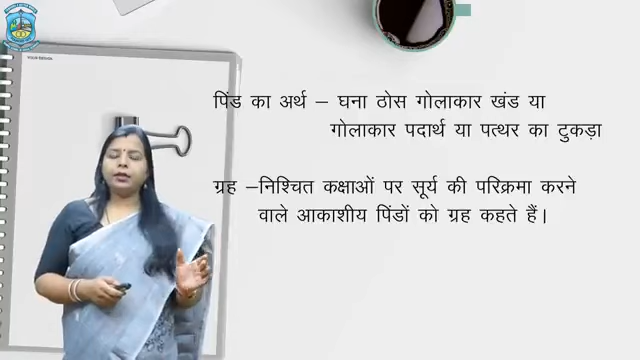 पिंड का अर्थ – घना ठोस गोलाकार खंड या
गोलाकार पदार्थ या पत्थर का टुकड़ा
ग्रह –निश्चित कक्षाओं पर सूर्य की परिक्रमा करने
वाले आकाशीय पिंडों को ग्रह कहते हैं।